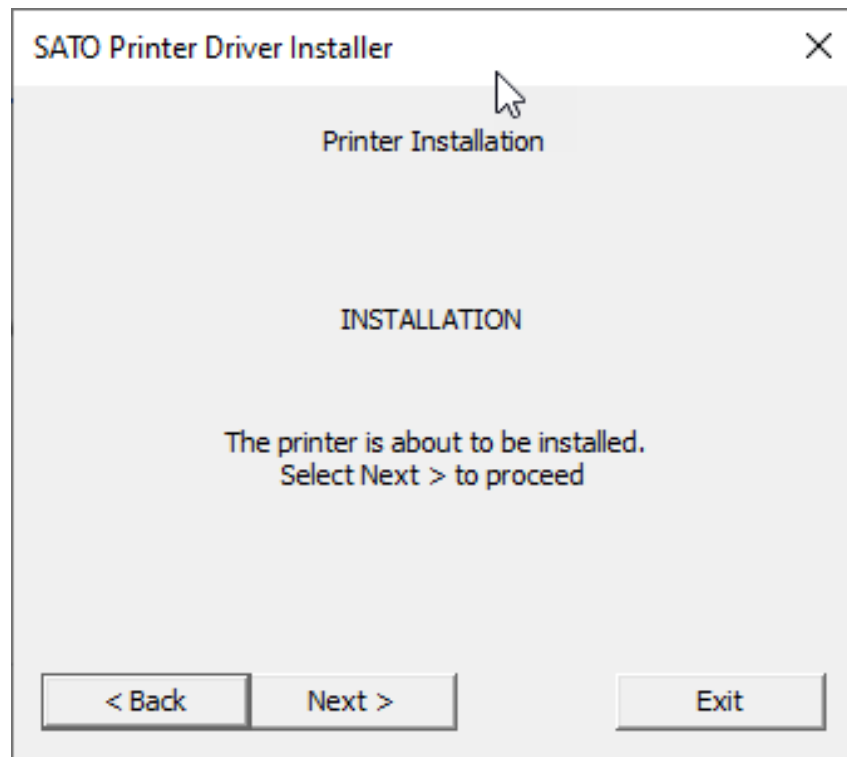 SATO Printer Driver Installer
Printer Installation
INSTALLATION
The printer is about to be installed.
Select Next > to proceed
< Back
Next >
Exit